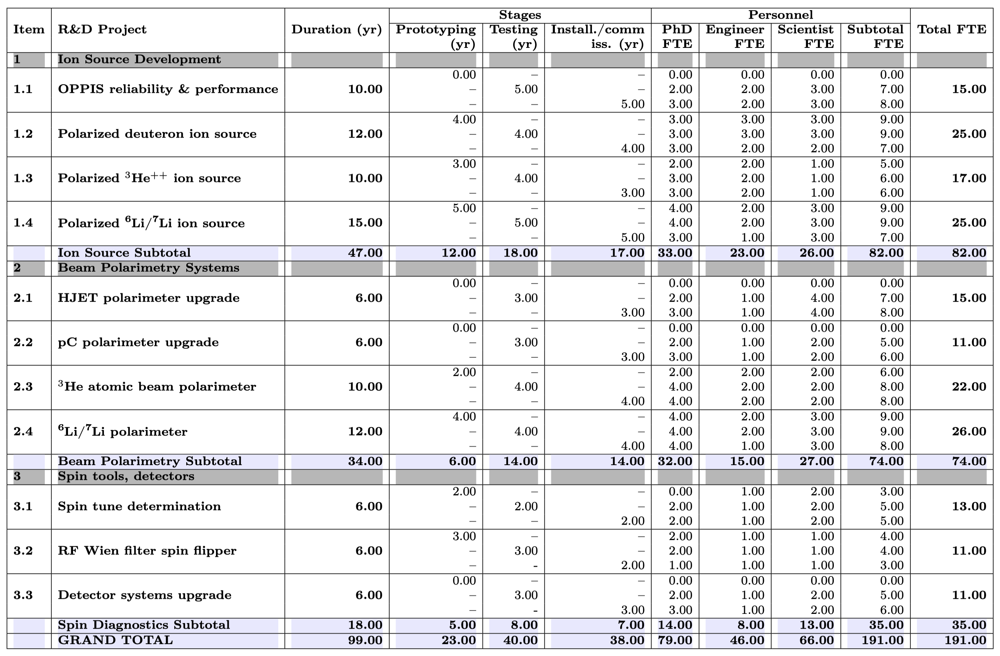 Stages Personnel
Item R&D Project Duration (yr) Prototyping Testing Install./comm PhD Engineer Scientist Subtotal Total FTE
(yr) (yr) iss. (yr) FTE FTE FTE FTE
1 Ion Source Development
0.00 – – 0.00 0.00 0.00 0.00
1.1 OPPIS reliability & performance 10.00 – 5.00 – 2.00 2.00 3.00 7.00 15.00
– – 5.00 3.00 2.00 3.00 8.00
4.00 – – 3.00 3.00 3.00 9.00
1.2 Polarized deuteron ion source 12.00 – 4.00 – 3.00 3.00 3.00 9.00 25.00
– – 4.00 3.00 2.00 2.00 7.00
3.00 – – 2.00 2.00 1.00 5.00
1.3 Polarized ³He⁺⁺ ion source 10.00 – 4.00 – 3.00 2.00 1.00 6.00 17.00
– – 3.00 3.00 2.00 1.00 6.00
5.00 – – 4.00 2.00 3.00 9.00
1.4 Polarized ⁶Li/⁷Li ion source 15.00 – 5.00 – 4.00 2.00 3.00 9.00 25.00
– – 5.00 3.00 1.00 3.00 7.00
Ion Source Subtotal 47.00 12.00 18.00 17.00 33.00 23.00 26.00 82.00 82.00
2 Beam Polarimetry Systems
0.00 – – 0.00 0.00 0.00 0.00
2.1 HJET polarimeter upgrade 6.00 – 3.00 – 2.00 1.00 4.00 7.00 15.00
– – 3.00 3.00 1.00 4.00 8.00
0.00 – – 0.00 0.00 0.00 0.00
2.2 pC polarimeter upgrade 6.00 – 3.00 – 2.00 1.00 2.00 5.00 11.00
– – 3.00 3.00 1.00 2.00 6.00
2.00 – – 2.00 2.00 2.00 6.00
2.3 ³He atomic beam polarimeter 10.00 – 4.00 – 4.00 2.00 2.00 8.00 22.00
– – 4.00 4.00 2.00 2.00 8.00
4.00 – – 4.00 2.00 3.00 9.00
2.4 ⁶Li/⁷Li polarimeter 12.00 – 4.00 – 4.00 2.00 3.00 9.00 26.00
– – 4.00 4.00 1.00 3.00 8.00
Beam Polarimetry Subtotal 34.00 6.00 14.00 14.00 32.00 15.00 27.00 74.00 74.00
3 Spin tools, detectors
2.00 – – 0.00 1.00 2.00 3.00
3.1 Spin tune determination 6.00 – 2.00 – 2.00 1.00 2.00 5.00 13.00
– – 2.00 2.00 1.00 2.00 5.00
3.00 – – 2.00 1.00 1.00 4.00
3.2 RF Wien filter spin flipper 6.00 – 3.00 – 2.00 1.00 1.00 4.00 11.00
– - 2.00 1.00 1.00 1.00 3.00
0.00 – – 0.00 0.00 0.00 0.00
3.3 Detector systems upgrade 6.00 – 3.00 – 2.00 1.00 2.00 5.00 11.00
– - 3.00 3.00 1.00 2.00 6.00
Spin Diagnostics Subtotal 18.00 5.00 8.00 7.00 14.00 8.00 13.00 35.00 35.00
GRAND TOTAL 99.00 23.00 40.00 38.00 79.00 46.00 66.00 191.00 191.00